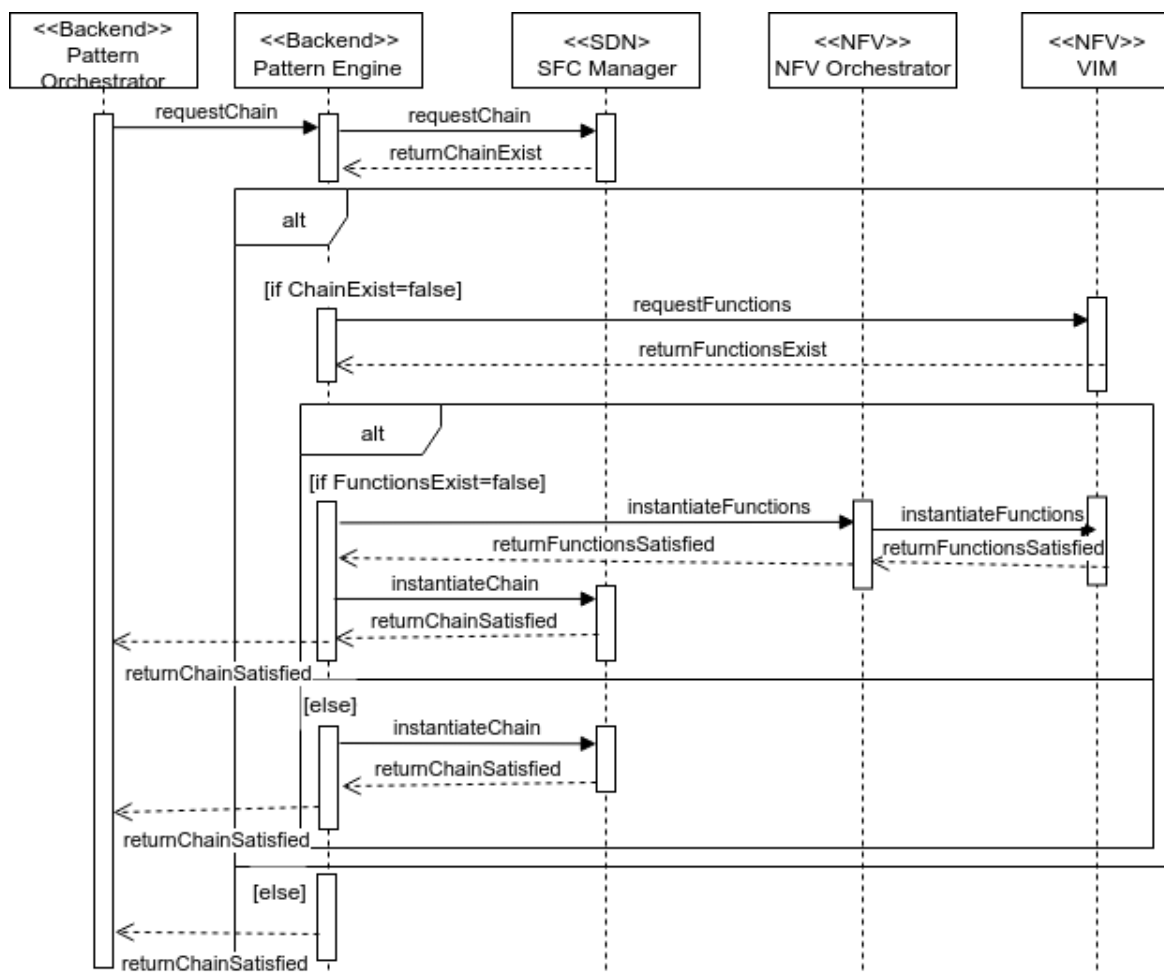 <<Backend>>
Pattern
Orchestrator
<<Backend>>
Pattern Engine
<<SDN>
SFC Manager
<<NFV>>
NFV Orchestrator
<<NFV>>
VIM
requestChain
requestChain
returnChainExist
alt
[if ChainExist=false]
requestFunctions
returnFunctionsExist
alt
[if FunctionsExist=false]
instantiateFunctions
instantiateFunctions
returnFunctionsSatisfied
returnFunctionsSatisfied
instantiateChain
returnChainSatisfied
returnChainSatisfied
[else]
instantiateChain
returnChainSatisfied
returnChainSatisfied
[else]
returnChainSatisfied